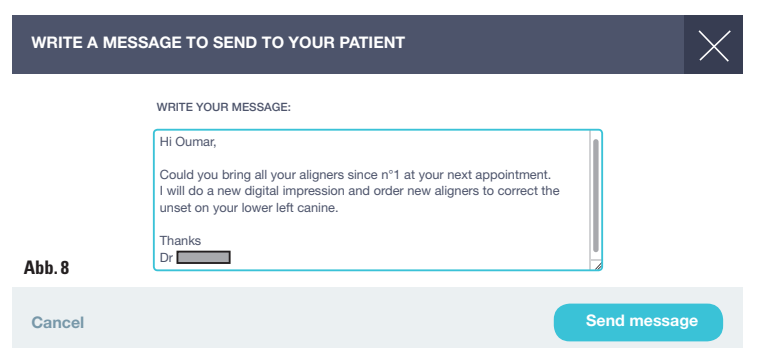 WRITE A MESSAGE TO SEND TO YOUR PATIENT
WRITE YOUR MESSAGE:
Hi Oumar,
Could you bring all your aligners since n°1 at your next appointment.
I will do a new digital impression and order new aligners to correct the
unset on your lower left canine.
Thanks
Dr
Abb. 8
Cancel
Send message